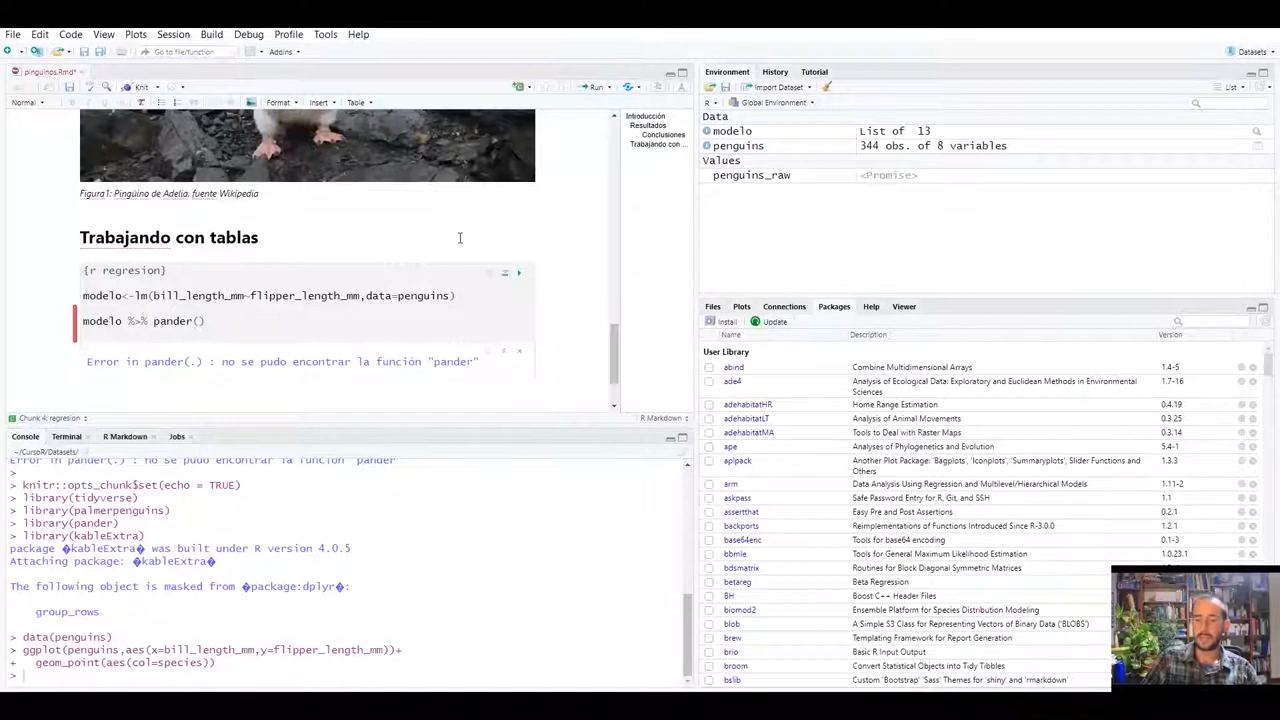 File Edit Code View Plots Session Build Debug Profile Tools Help
Go to file/function Addins Datasets
pinguinos.Rmd*
Knit Run
Normal Format Insert Table
Figura1: Pingüino de Adelia, fuente Wikipedia
Trabajando con tablas
{r regresion}
modelo<-lm(bill_length_mm~flipper_length_mm,data=penguins)
modelo %>% pander()
Error in pander(.) : no se pudo encontrar la función "pander"
Introducción
Resultados
Conclusiones
Trabajando con ...
Chunk 4: regresion R Markdown
Console Terminal R Markdown Jobs
~/CursoR/Datasets/
Error in pander(.) : no se pudo encontrar la función "pander"
>
> knitr::opts_chunk$set(echo = TRUE)
> library(tidyverse)
> library(palmerpenguins)
> library(pander)
> library(kableExtra)
package �kableExtra� was built under R version 4.0.5
Attaching package: �kableExtra�
The following object is masked from �package:dplyr�:
group_rows
> data(penguins)
> ggplot(penguins,aes(x=bill_length_mm,y=flipper_length_mm))+
+ geom_point(aes(col=species))
>
Environment History Tutorial
Import Dataset List
R Global Environment
Data
modelo List of 13
penguins 344 obs. of 8 variables
Values
penguins_raw <Promise>
Files Plots Connections Packages Help Viewer
Install Update
Name Description Version
User Library
abind Combine Multidimensional Arrays 1.4-5
ade4 Analysis of Ecological Data: Exploratory and Euclidean Methods in Environmental Sciences 1.7-16
adehabitatHR Home Range Estimation 0.4.19
adehabitatLT Analysis of Animal Movements 0.3.25
adehabitatMA Tools to Deal with Raster Maps 0.3.14
ape Analyses of Phylogenetics and Evolution 5.4-1
aplpack Another Plot Package: 'Bagplots', 'Iconplots', 'Summaryplots', Slider Functions and Others 1.3.3
arm Data Analysis Using Regression and Multilevel/Hierarchical Models 1.11-2
askpass Safe Password Entry for R, Git, and SSH 1.1
assertthat Easy Pre and Post Assertions 0.2.1
backports Reimplementations of Functions Introduced Since R-3.0.0 1.2.1
base64enc Tools for base64 encoding 0.1-3
bbmle Tools for General Maximum Likelihood Estimation 1.0.23.1
bdsmatrix Routines for Block Diagonal Symmetric Matrices
betareg Beta Regression
BH Boost C++ Header Files
biomod2 Ensemble Platform for Species Distribution Modeling
blob A Simple S3 Class for Representing Vectors of Binary Data ('BLOBS')
brew Templating Framework for Report Generation
brio Basic R Input Output
broom Convert Statistical Objects into Tidy Tibbles
bslib Custom 'Bootstrap' 'Sass' Themes for 'shiny' and 'rmarkdown'